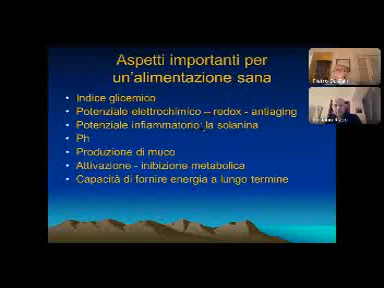 Aspetti importanti per
un'alimentazione sana
• Indice glicemico
• Potenziale elettrochimico – redox - antiaging
• Potenziale infiammatorio: la solanina
• Ph
• Produzione di muco
• Attivazione - inibizione metabolica
• Capacità di fornire energia a lungo termine
Pietro